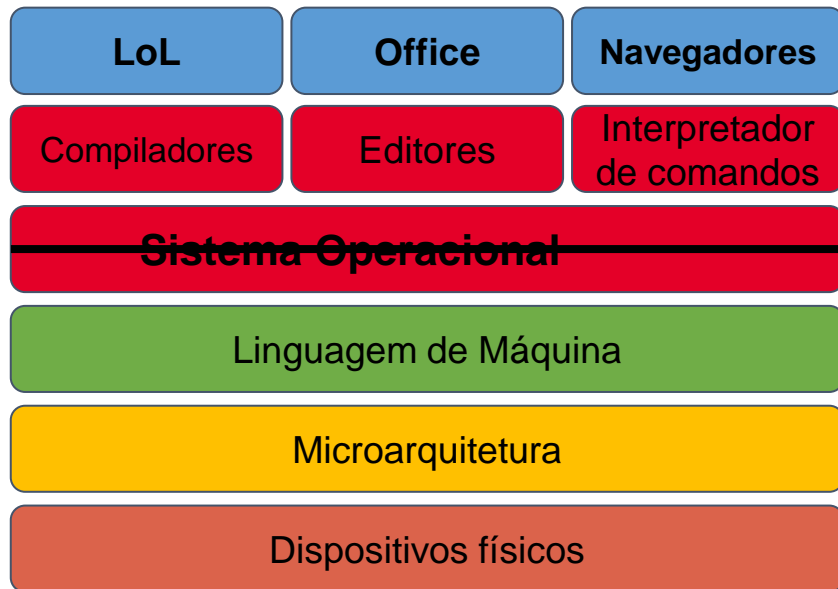 LoL
Office
Navegadores
Compiladores
Editores
Interpretador
de comandos
Sistema Operacional
Linguagem de Máquina
Microarquitetura
Dispositivos físicos